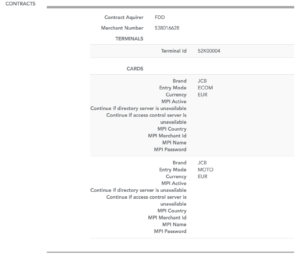 CONTRACTS
Contract Aquirer FDD
Merchant Number
TERMINALS
Terminal Id
CARDS
Brand JCB
Entry Mode ECOM
Currency EUR
MPI Active
Continue if directory server is unavailable
Continue if access control server is
unavailable
MPI Country
MPI Merchant Id
MPI Name
MPI Password
Brand JCB
Entry Mode MOTO
Currency EUR
MPI Active
Continue if directory server is unavailable
Continue if access control server is
unavailable
MPI Country
MPI Merchant Id
MPI Name
MPI Password